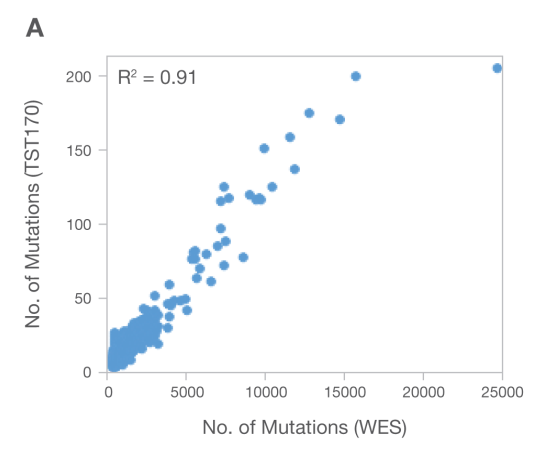 A
R² = 0.91
No. of Mutations (TST170)
200
150
100
50
0
0 5000 10000 15000 20000 25000
No. of Mutations (WES)